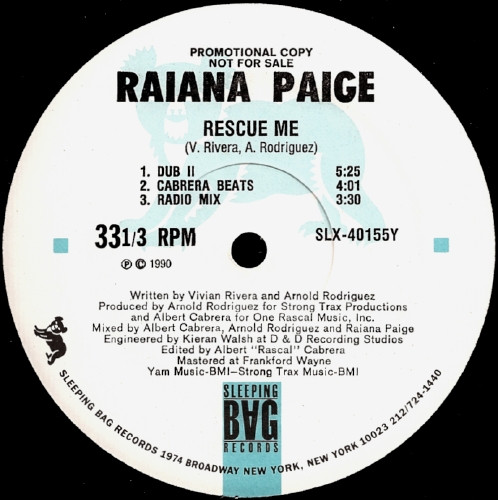 PROMOTIONAL COPY
NOT FOR SALE
RAIANA PAIGE
RESCUE ME
(V. Rivera, A. Rodriguez)
1. DUB II 5:25
2. CABRERA BEATS 4:01
3. RADIO MIX 3:30
33 1/3 RPM SLX-40155Y
℗ © 1990
Written by Vivian Rivera and Arnold Rodriguez
Produced by Arnold Rodriguez for Strong Trax Productions
and Albert Cabrera for One Rascal Music, Inc.
Mixed by Albert Cabrera, Arnold Rodriguez and Raiana Paige
Engineered by Kieran Walsh at D & D Recording Studios
Edited by Albert "Rascal" Cabrera
Mastered at Frankford Wayne
Yam Music-BMI—Strong Trax Music-BMI
SLEEPING
BAG
RECORDS
SLEEPING BAG RECORDS 1974 BROADWAY NEW YORK, NEW YORK 10023 212/724-1440